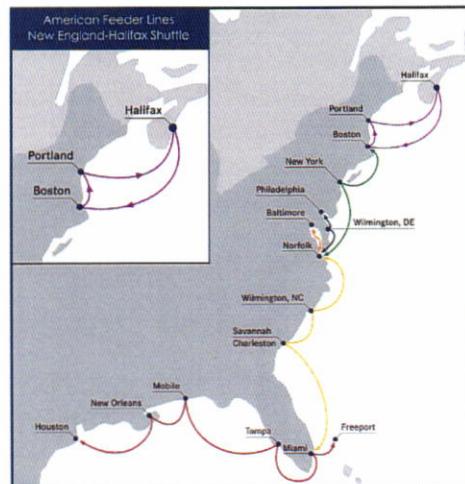 American Feeder Lines
New England-Halifax Shuttle
Halifax
Portland
Boston
Halifax
Portland
Boston
New York
Philadelphia
Baltimore
Wilmington, DE
Norfolk
Wilmington, NC
Savannah
Charleston
Mobile
New Orleans
Houston
Tampa
Miami
Freeport